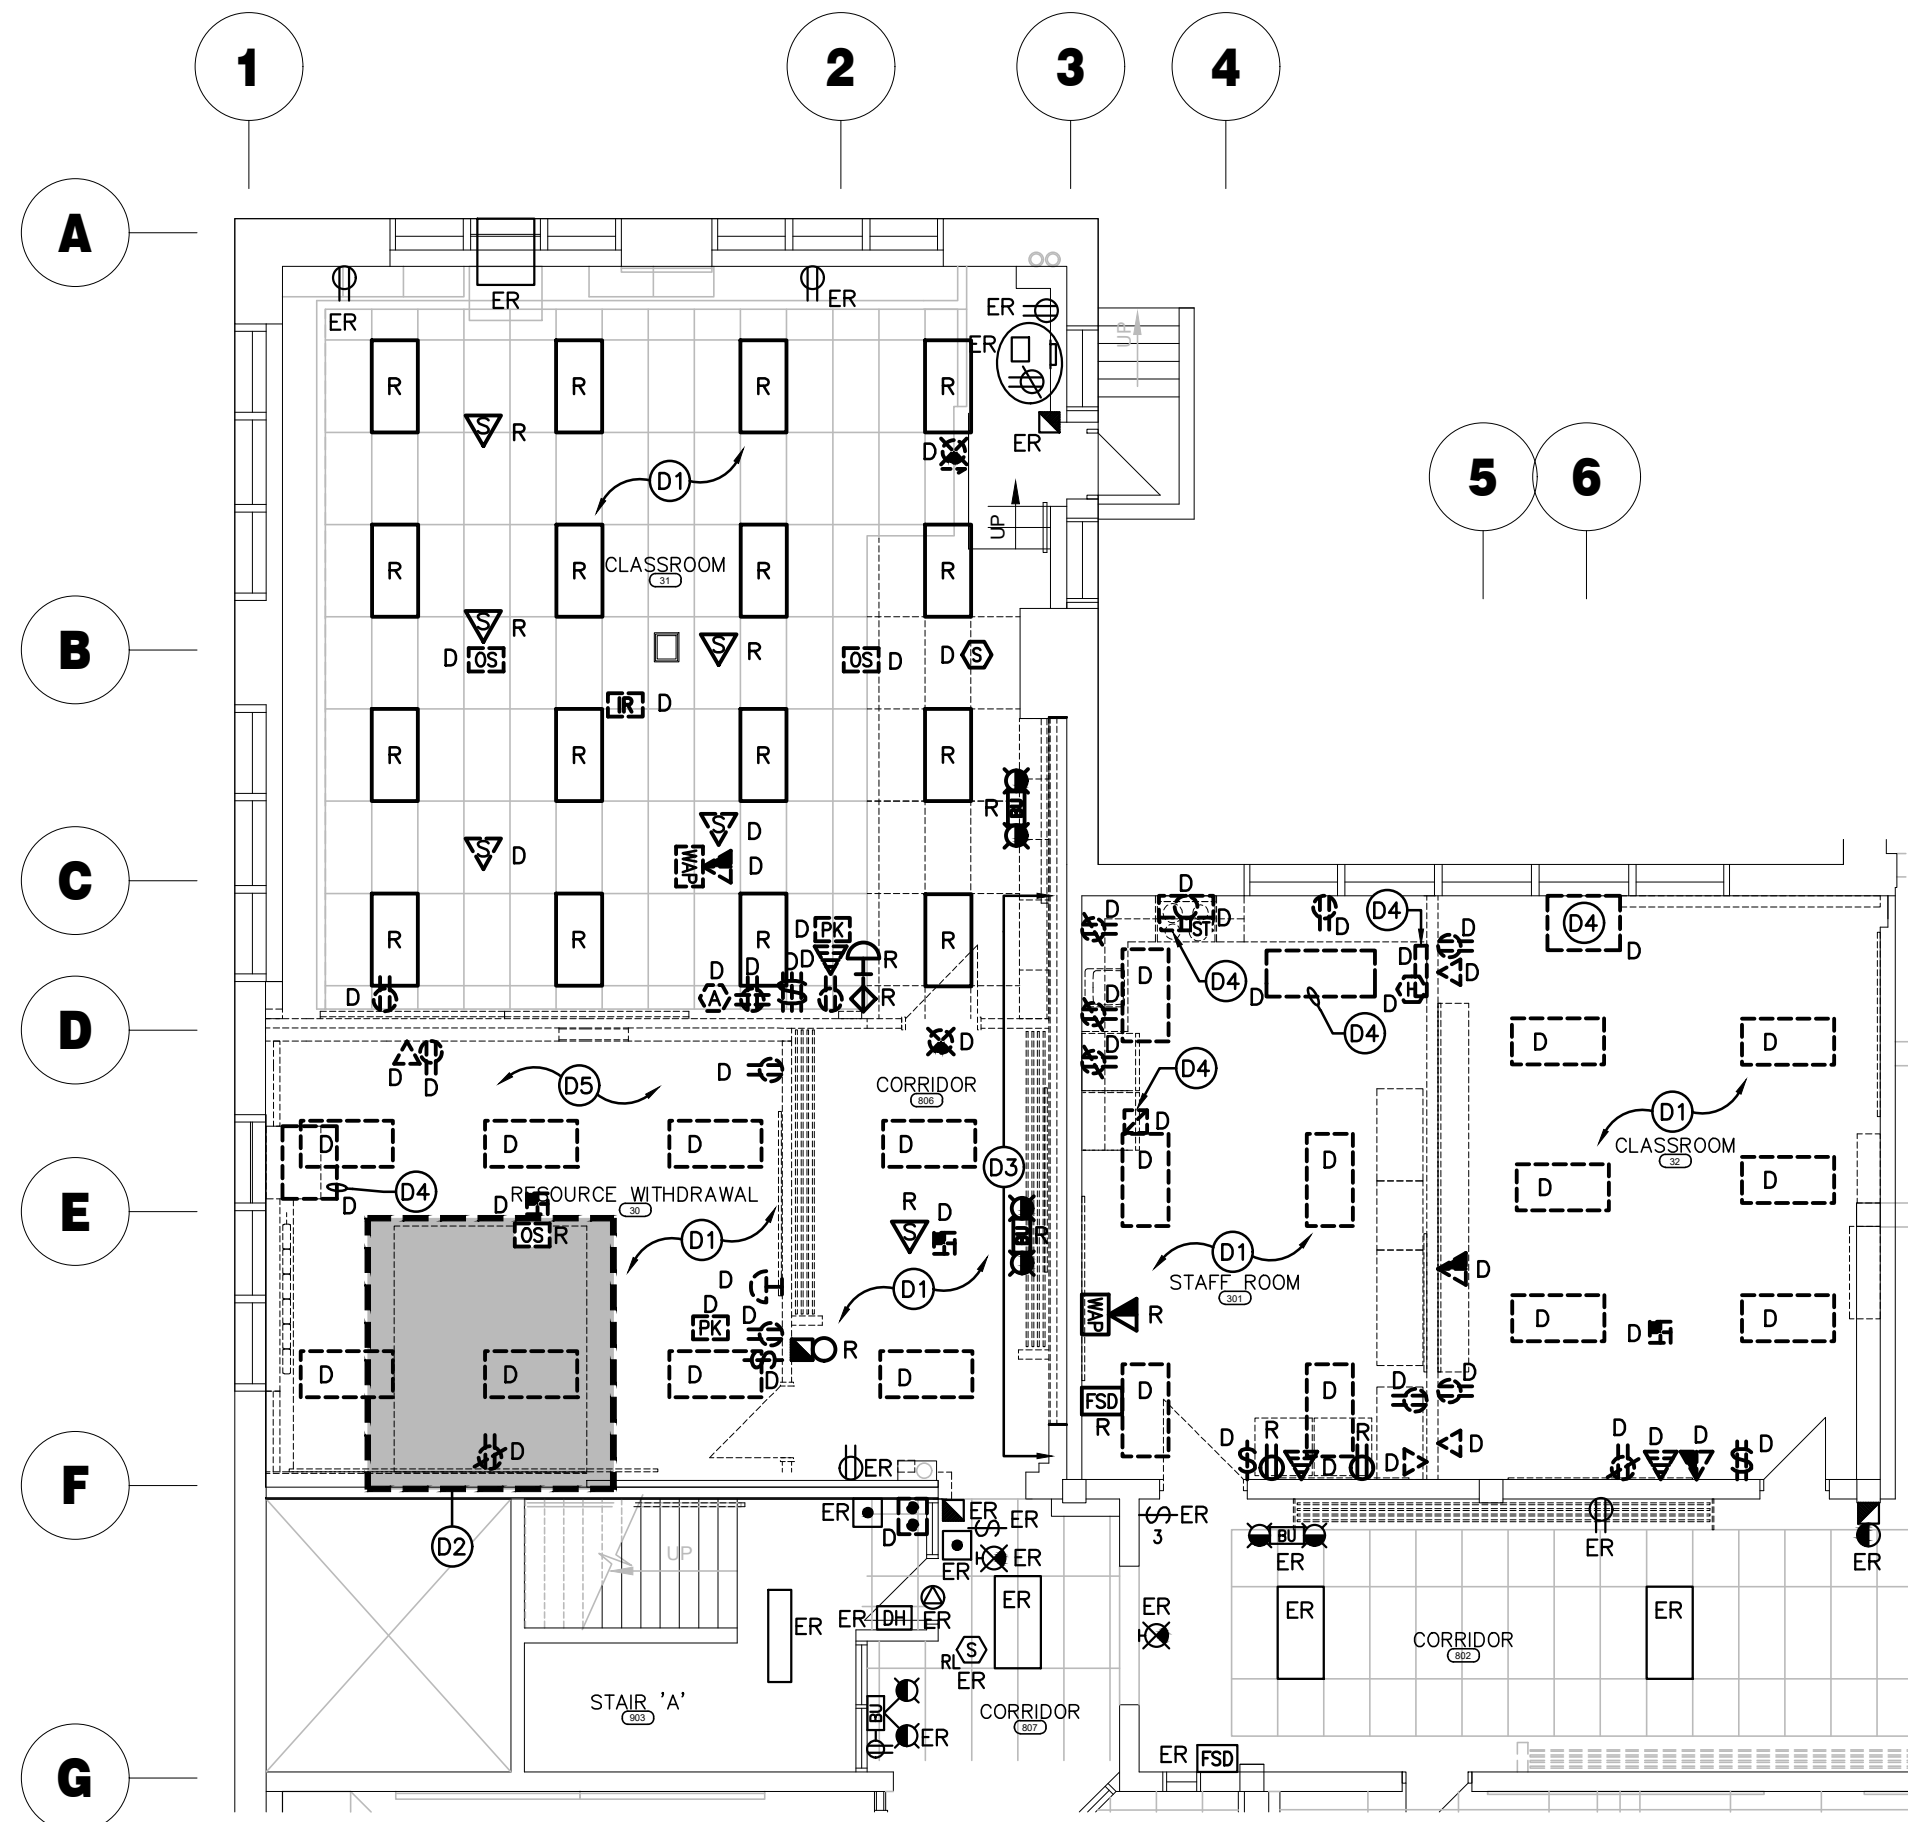 1 2 3 4
A
ER ER ER
ER
ER
UP
R R R R
S R
ER
D
D1
5 6
UP
R R R R
CLASSROOM
31
S R
B
D OS S R OS D D S
IR D
R R R R
R BU
S D
S D
WAP D
C
D
D
ST D
D4
D4
D
D
R R R R
D PK
D D D
R
D
D
D4
D
D
D4
D
H
D
D
D A R
D
D
D4
D
D D
D
D
D5
D
D
CORRIDOR
806
D4
D
D
D1
CLASSROOM
32
D D D D
D3
D D
D D
D4
D
RESOURCE WITHDRAWAL
30
E
D
OS R
R
S
D
BU R
D1
D1
D1
STAFF ROOM
301
D
D
D
PK
D
R
WAP R
D D
D
D D D D
D
FSD
R
D D
D D
D
ER
D R R D
D
D
D D D
F
ER
D
ER
ER
ER
ER
ER
3
BU
ER
ER
ER
D2
UP
ER
ER DH ER
ER
ER
ER
ER
CORRIDOR
802
S
RL
ER
STAIR 'A'
903
BU
ER
CORRIDOR
807
G
ER FSD